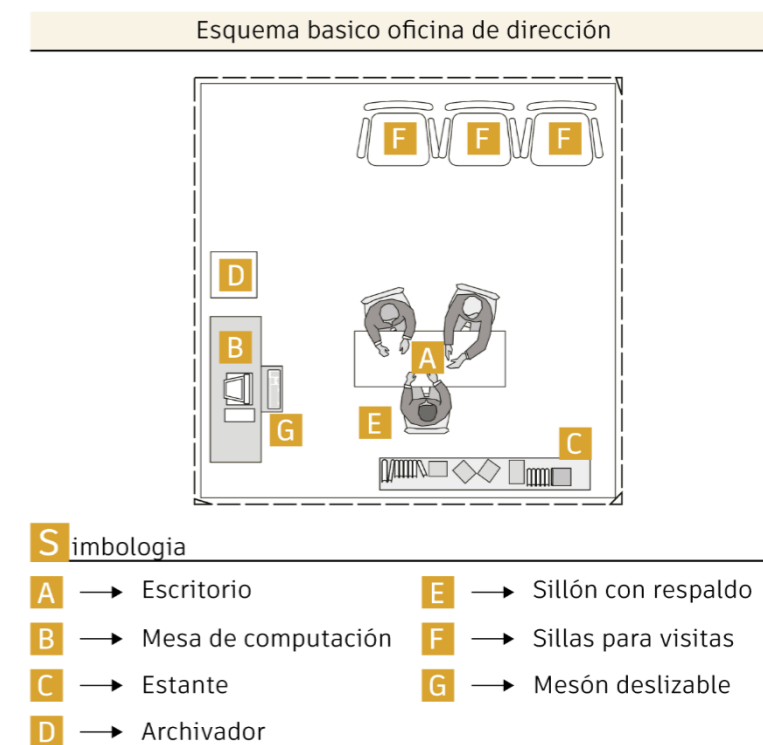 Esquema basico oficina de dirección
F F F
D
B
A
E
G
C
Simbologia
A → Escritorio
E → Sillón con respaldo
B → Mesa de computación
F → Sillas para visitas
C → Estante
G → Mesón deslizable
D → Archivador